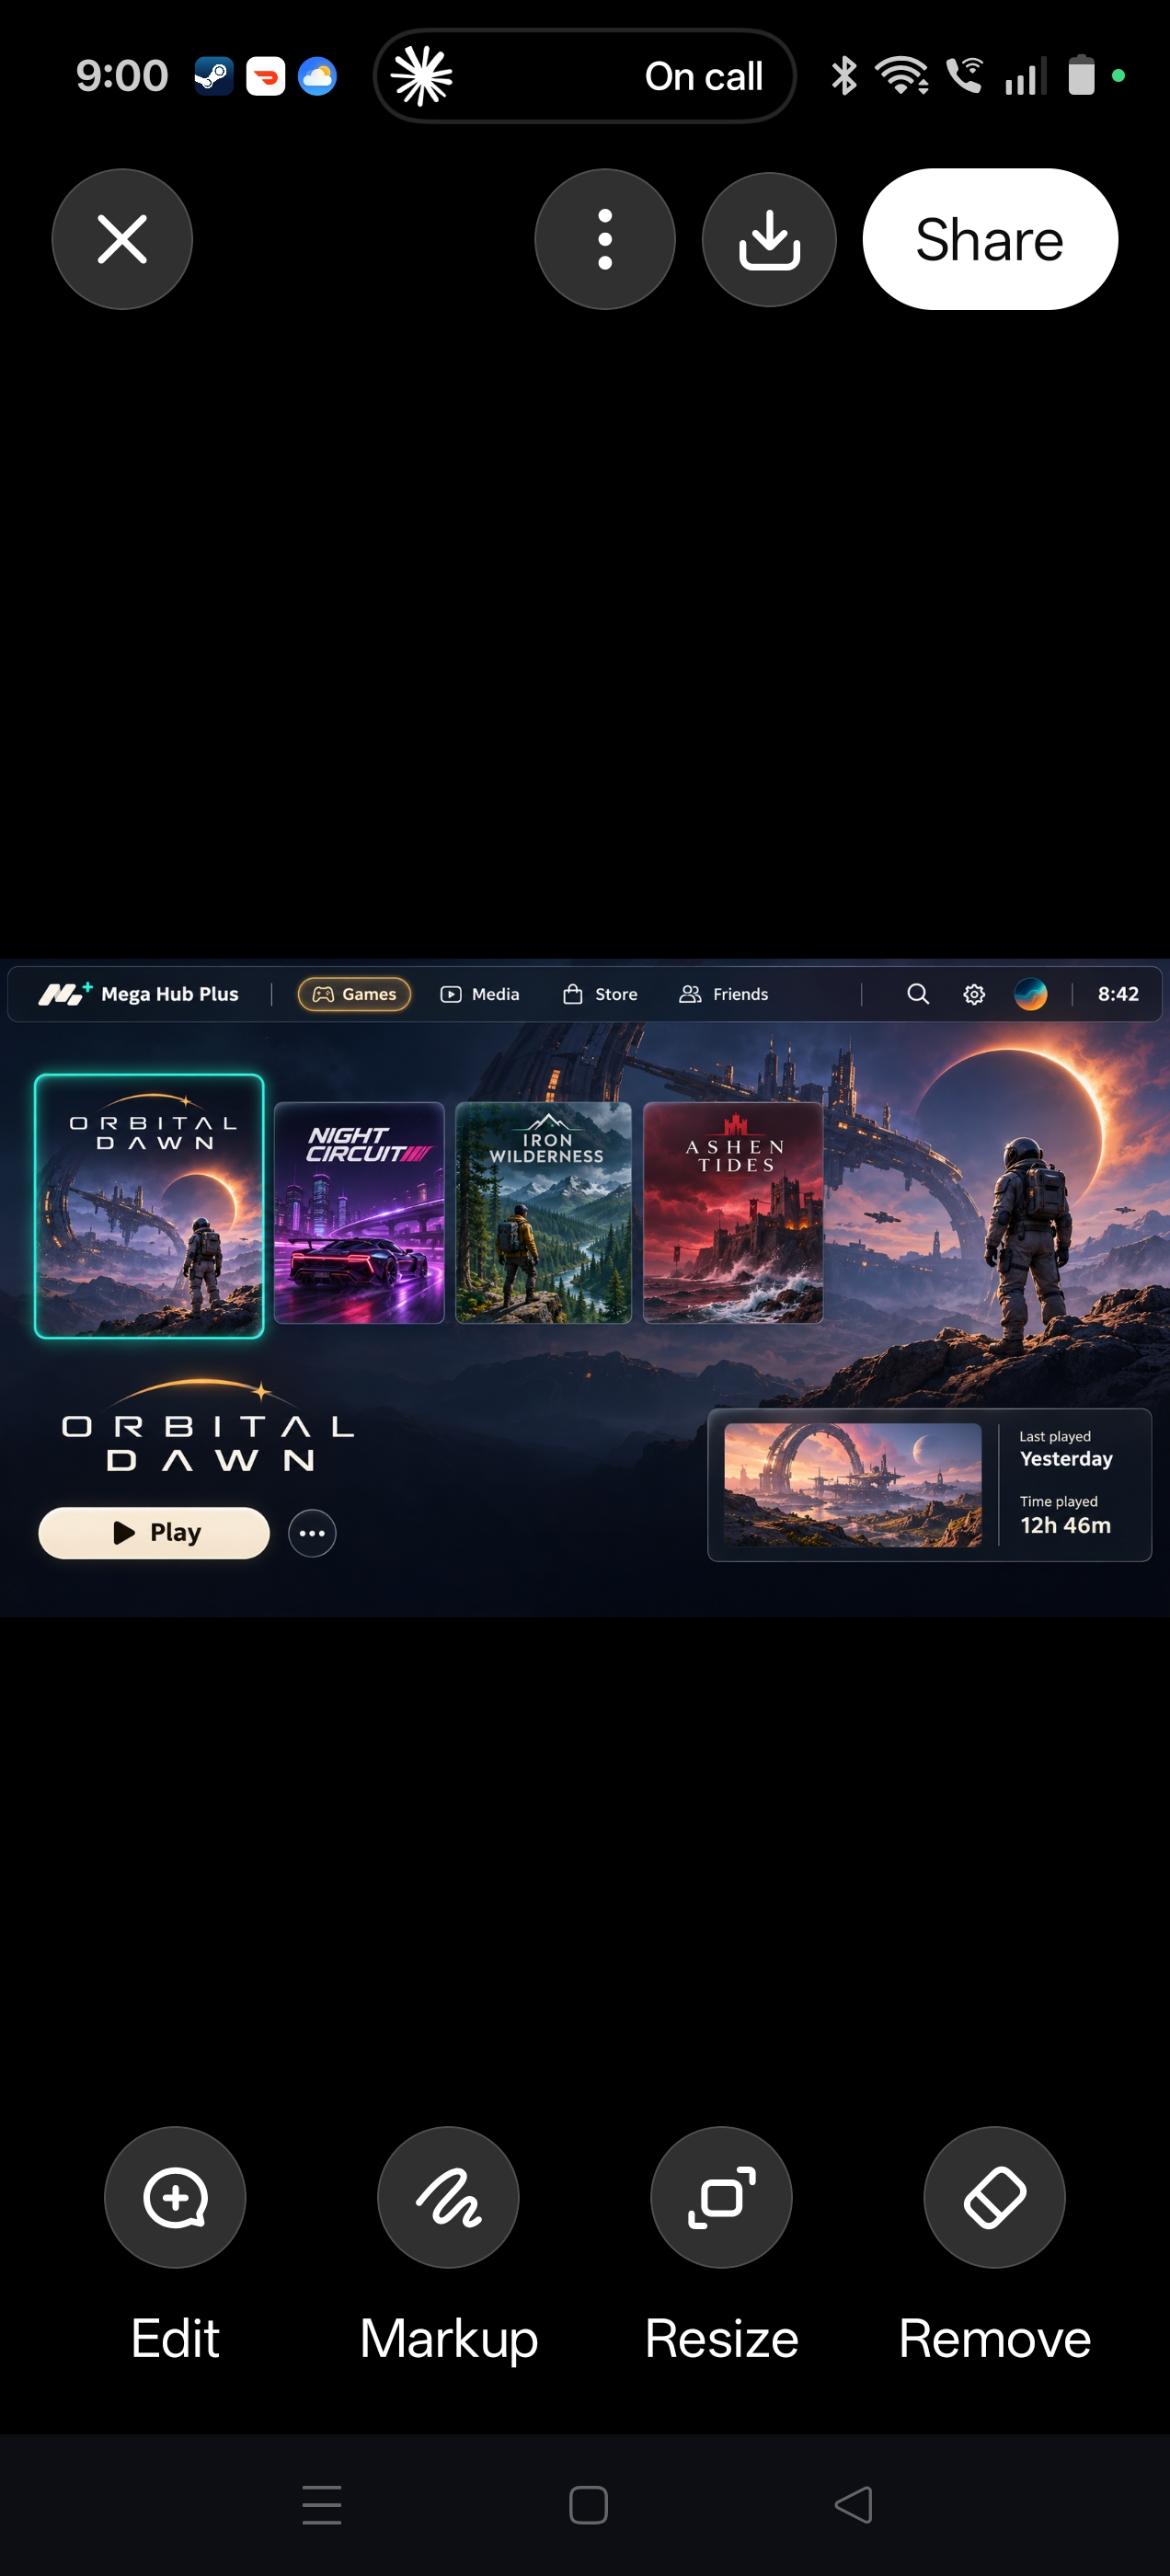 9:00
On call
Share
Mega Hub Plus
Games
Media
Store
Friends
8:42
ORBITAL
DAWN
NIGHT
CIRCUIT
IRON
WILDERNESS
ASHEN
TIDES
ORBITAL
DAWN
Play
Last played
Yesterday
Time played
12h 46m
Edit
Markup
Resize
Remove